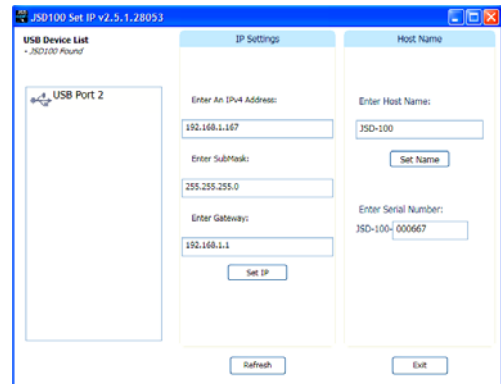 JSD100 Set IP v2.5.1.28053
USB Device List
- JSD100 Found
USB Port 2
IP Settings
Enter An IPv4 Address:
192.168.1.167
Enter SubMask:
255.255.255.0
Enter Gateway:
192.168.1.1
Set IP
Refresh
Host Name
Enter Host Name:
JSD-100
Set Name
Enter Serial Number:
JSD-100- 000667
Exit